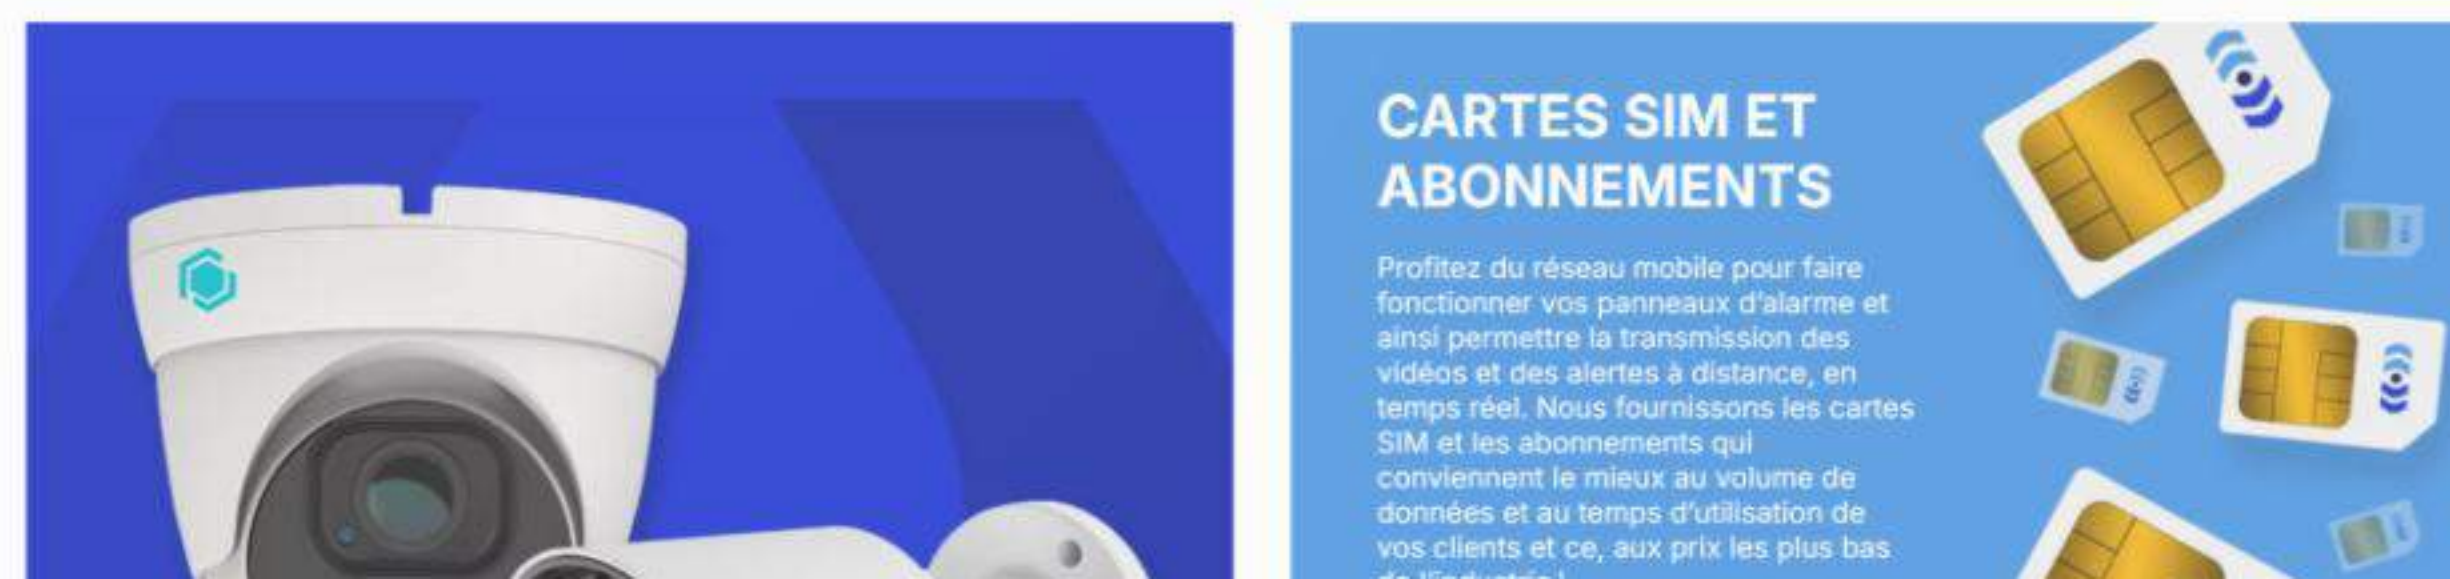 CARTES SIM ET
ABONNEMENTS
Profitez du réseau mobile pour faire
fonctionner vos panneaux d'alarme et
ainsi permettre la transmission des
vidéos et des alertes à distance, en
temps réel. Nous fournissons les cartes
SIM et les abonnements qui
conviennent le mieux au volume de
données et au temps d'utilisation de
vos clients et ce, aux prix les plus bas
de l'industrie !